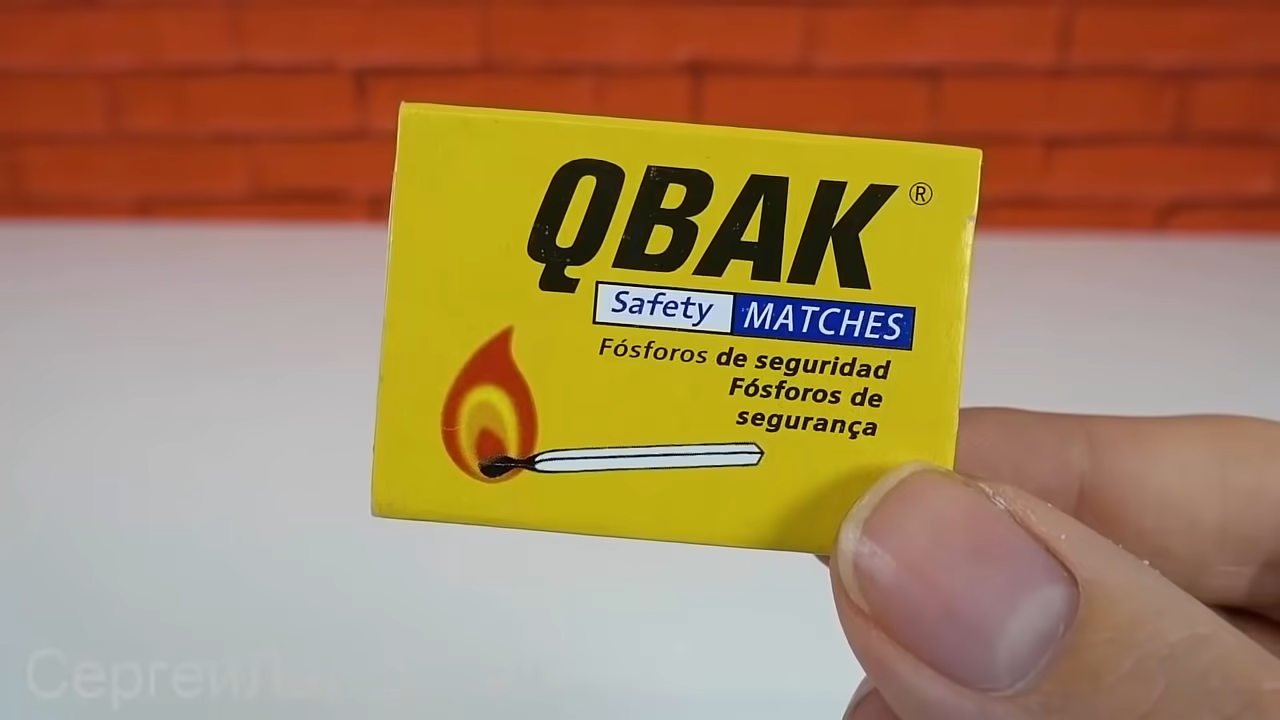 QBAK®
Safety MATCHES
Fósforos de seguridad
Fósforos de
segurança